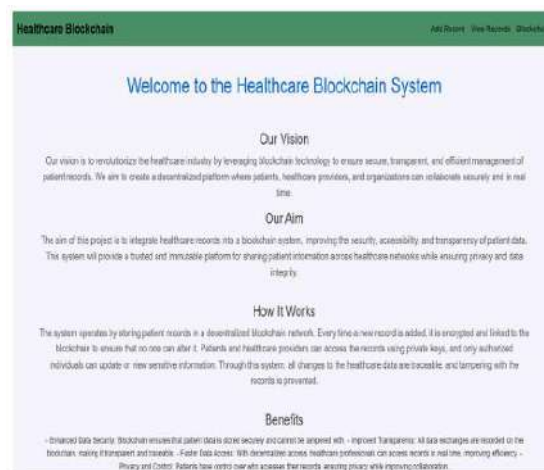 Healthcare Blockchain
Add Record View Records Blockchain
Welcome to the Healthcare Blockchain System
Our Vision
Our vision is to revolutionize the healthcare industry by leveraging blockchain technology to ensure secure, transparent, and efficient management of
patient records. We aim to create a decentralized platform where patients, healthcare providers, and organizations can collaborate securely and in real
time.
Our Aim
The aim of this project is to integrate healthcare records into a blockchain system, improving the security, accessibility, and transparency of patient data.
This system will provide a trusted and immutable platform for sharing patient information across healthcare networks while ensuring privacy and data
integrity.
How It Works
The system operates by storing patient records in a decentralized blockchain network. Every time a new record is added, it is encrypted and linked to the
blockchain to ensure that no one can alter it. Patients and healthcare providers can access the records using private keys, and only authorized
individuals can update or view sensitive information. Through this system, all changes to the healthcare data are traceable, and tampering with the
records is prevented.
Benefits
- Enhanced Data Security: Blockchain ensures that patient data is stored securely and cannot be tampered with. - Improved Transparency: All data exchanges are recorded on the
blockchain, making it transparent and traceable. - Faster Data Access: With decentralized access, healthcare professionals can access records in real time, improving efficiency. -
Privacy and Control: Patients have control over who accesses their records, ensuring privacy while improving collaboration.